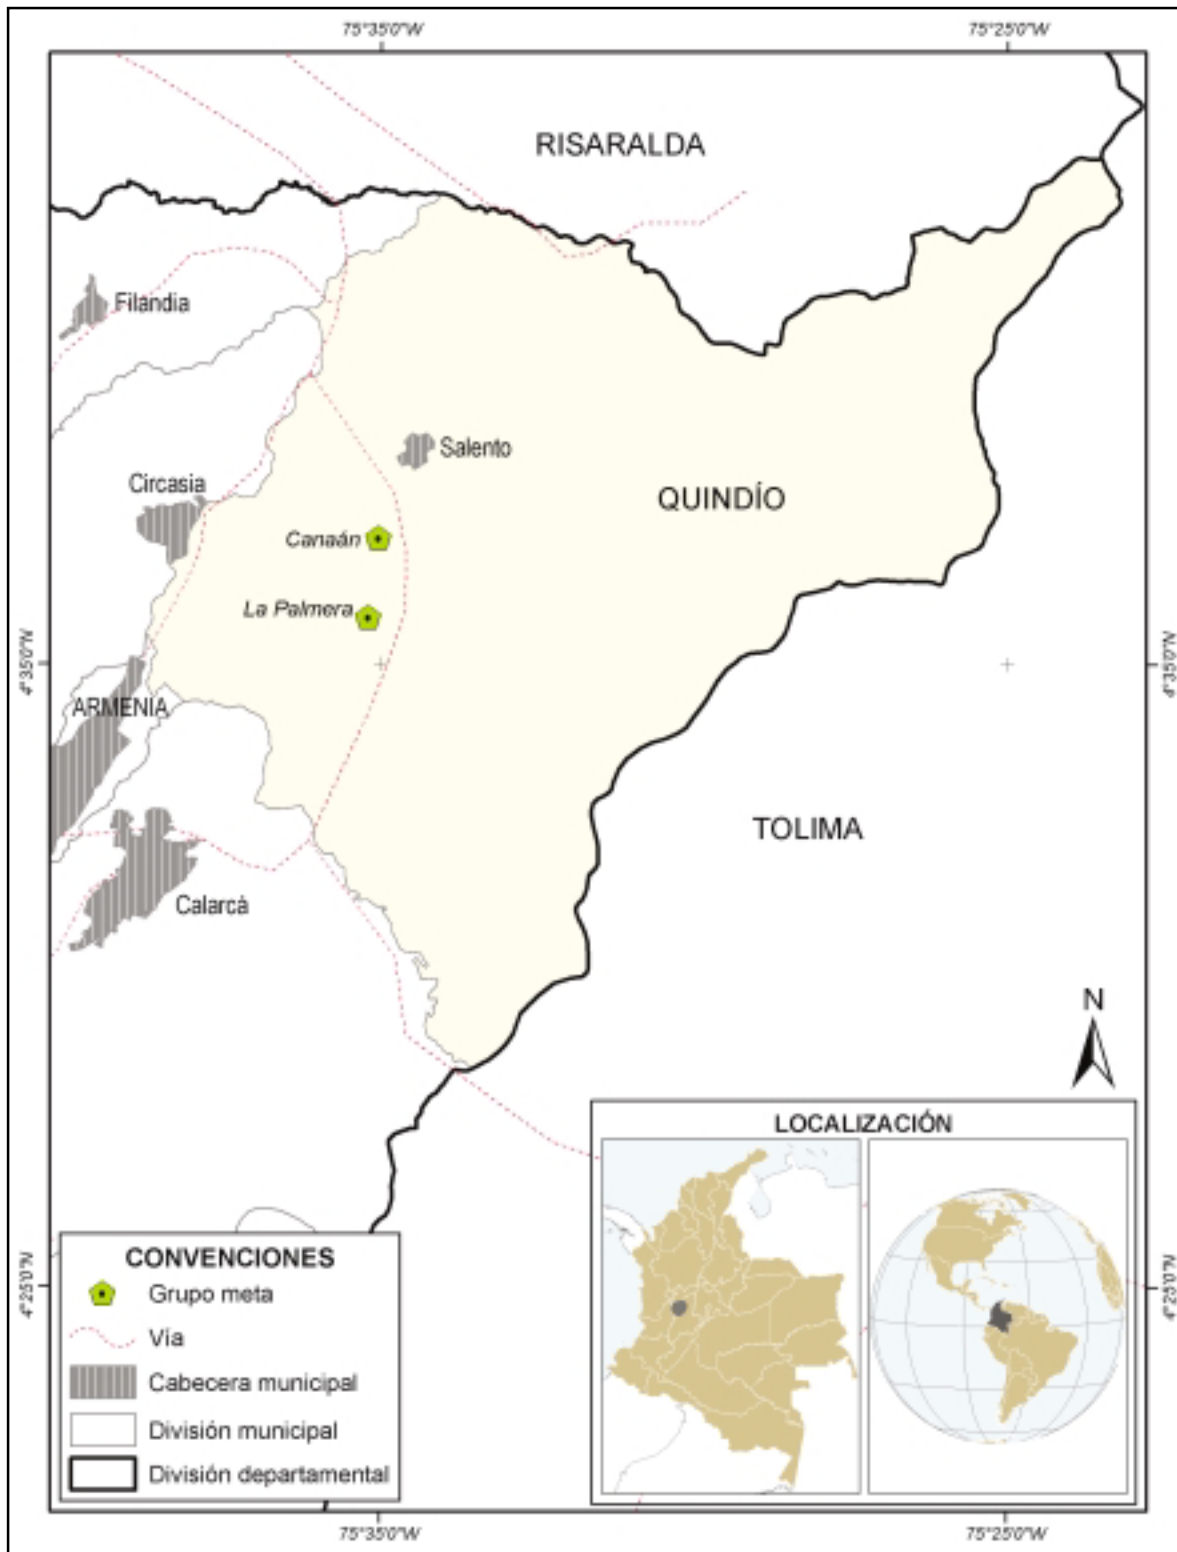 75°35'0"W
75°25'0"W
RISARALDA
Filandia
Salento
Circasia
QUINDÍO
Canaán
La Palmera
4°35'0"N
4°35'0"N
ARMENIA
TOLIMA
Calarcá
N
LOCALIZACIÓN
CONVENCIONES
Grupo meta
Vía
Cabecera municipal
División municipal
División departamental
4°25'0"N
4°25'0"N
75°35'0"W
75°25'0"W